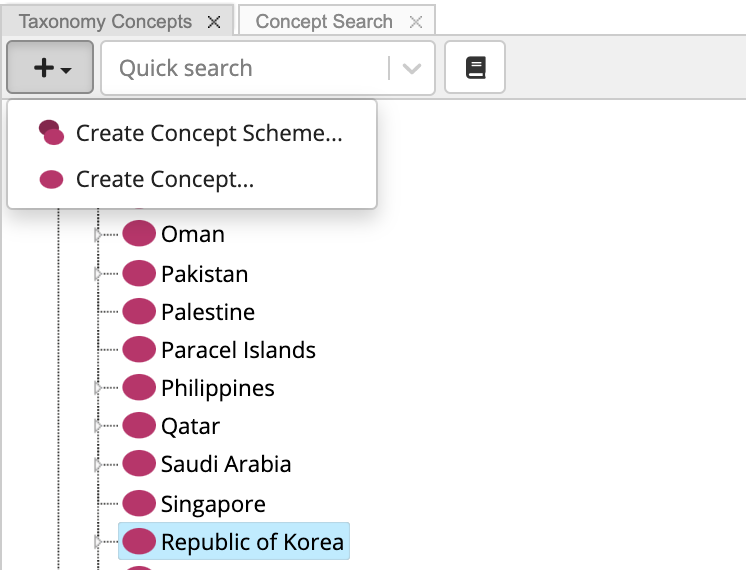 Taxonomy Concepts
Concept Search
Quick search
Create Concept Scheme...
Create Concept...
Oman
Pakistan
Palestine
Paracel Islands
Philippines
Qatar
Saudi Arabia
Singapore
Republic of Korea